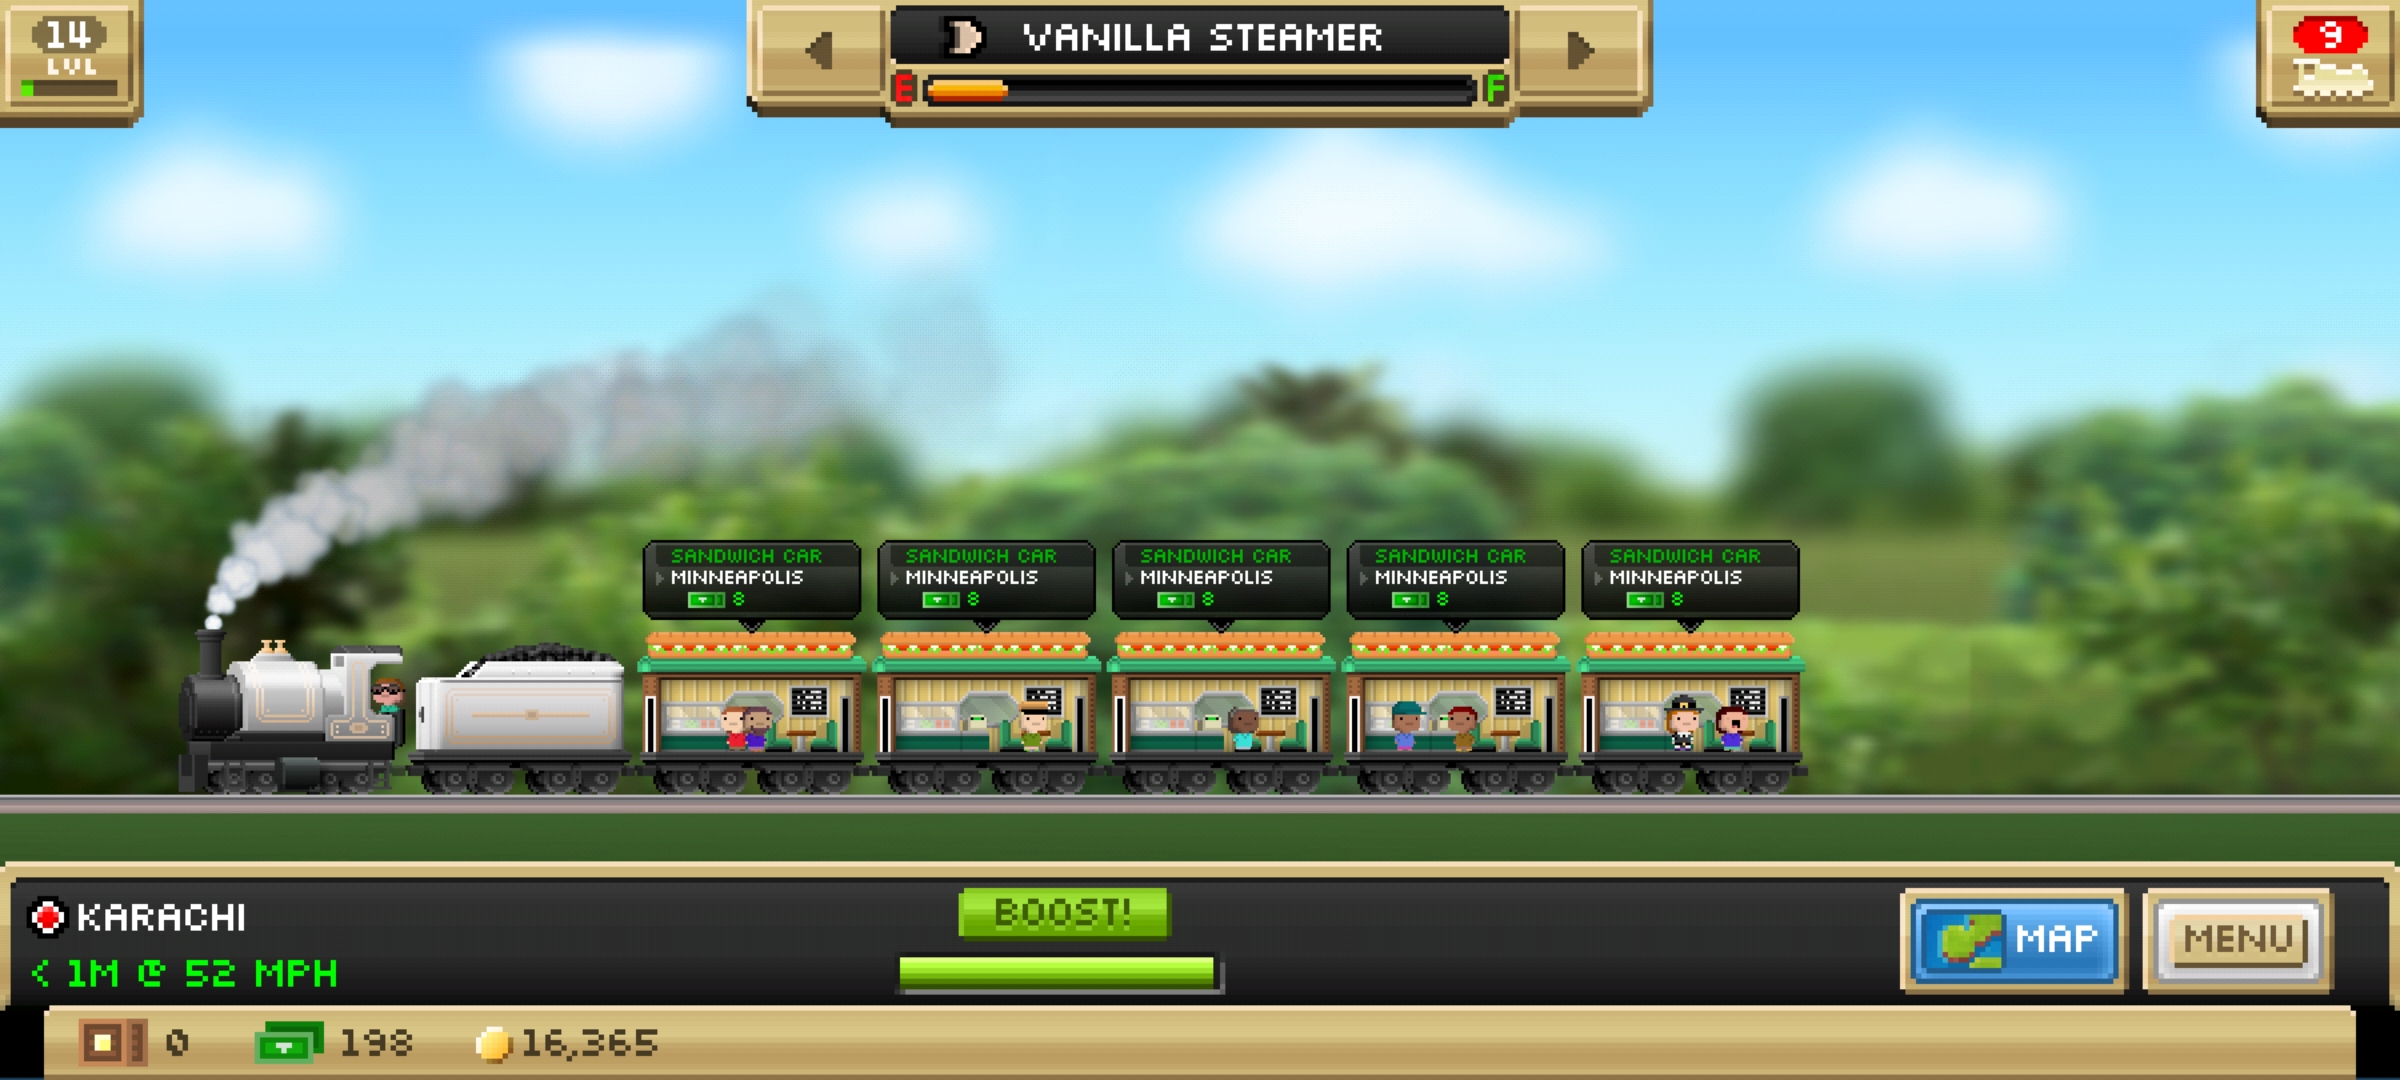 14
LVL
VANILLA STEAMER
E F
9
SANDWICH CAR
MINNEAPOLIS
8
SANDWICH CAR
MINNEAPOLIS
8
SANDWICH CAR
MINNEAPOLIS
8
SANDWICH CAR
MINNEAPOLIS
8
SANDWICH CAR
MINNEAPOLIS
8
KARACHI
< 1M @ 52 MPH
BOOST!
MAP
MENU
0
198
16,365